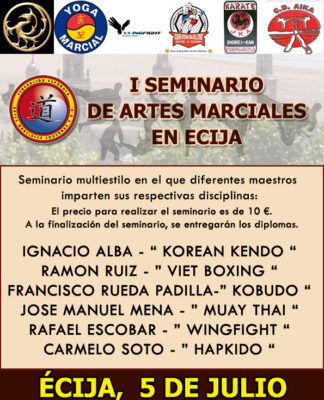 YOGA
MARCIAL
WINGFIGHT
KARATE
SHOTO-KAN
C.D. AIKA
I SEMINARIO
DE ARTES MARCIALES
EN ECIJA
道
Seminario multiestilo en el que diferentes maestros
imparten sus respectivas disciplinas:
El precio para realizar el seminario es de 10 €.
A la finalización del seminario, se entregarán los diplomas.
IGNACIO ALBA - “ KOREAN KENDO “
RAMON RUIZ - ” VIET BOXING “
FRANCISCO RUEDA PADILLA-” KOBUDO “
JOSE MANUEL MENA - ” MUAY THAI “
RAFAEL ESCOBAR - ” WINGFIGHT “
CARMELO SOTO - ” HAPKIDO “
ÉCIJA, 5 DE JULIO